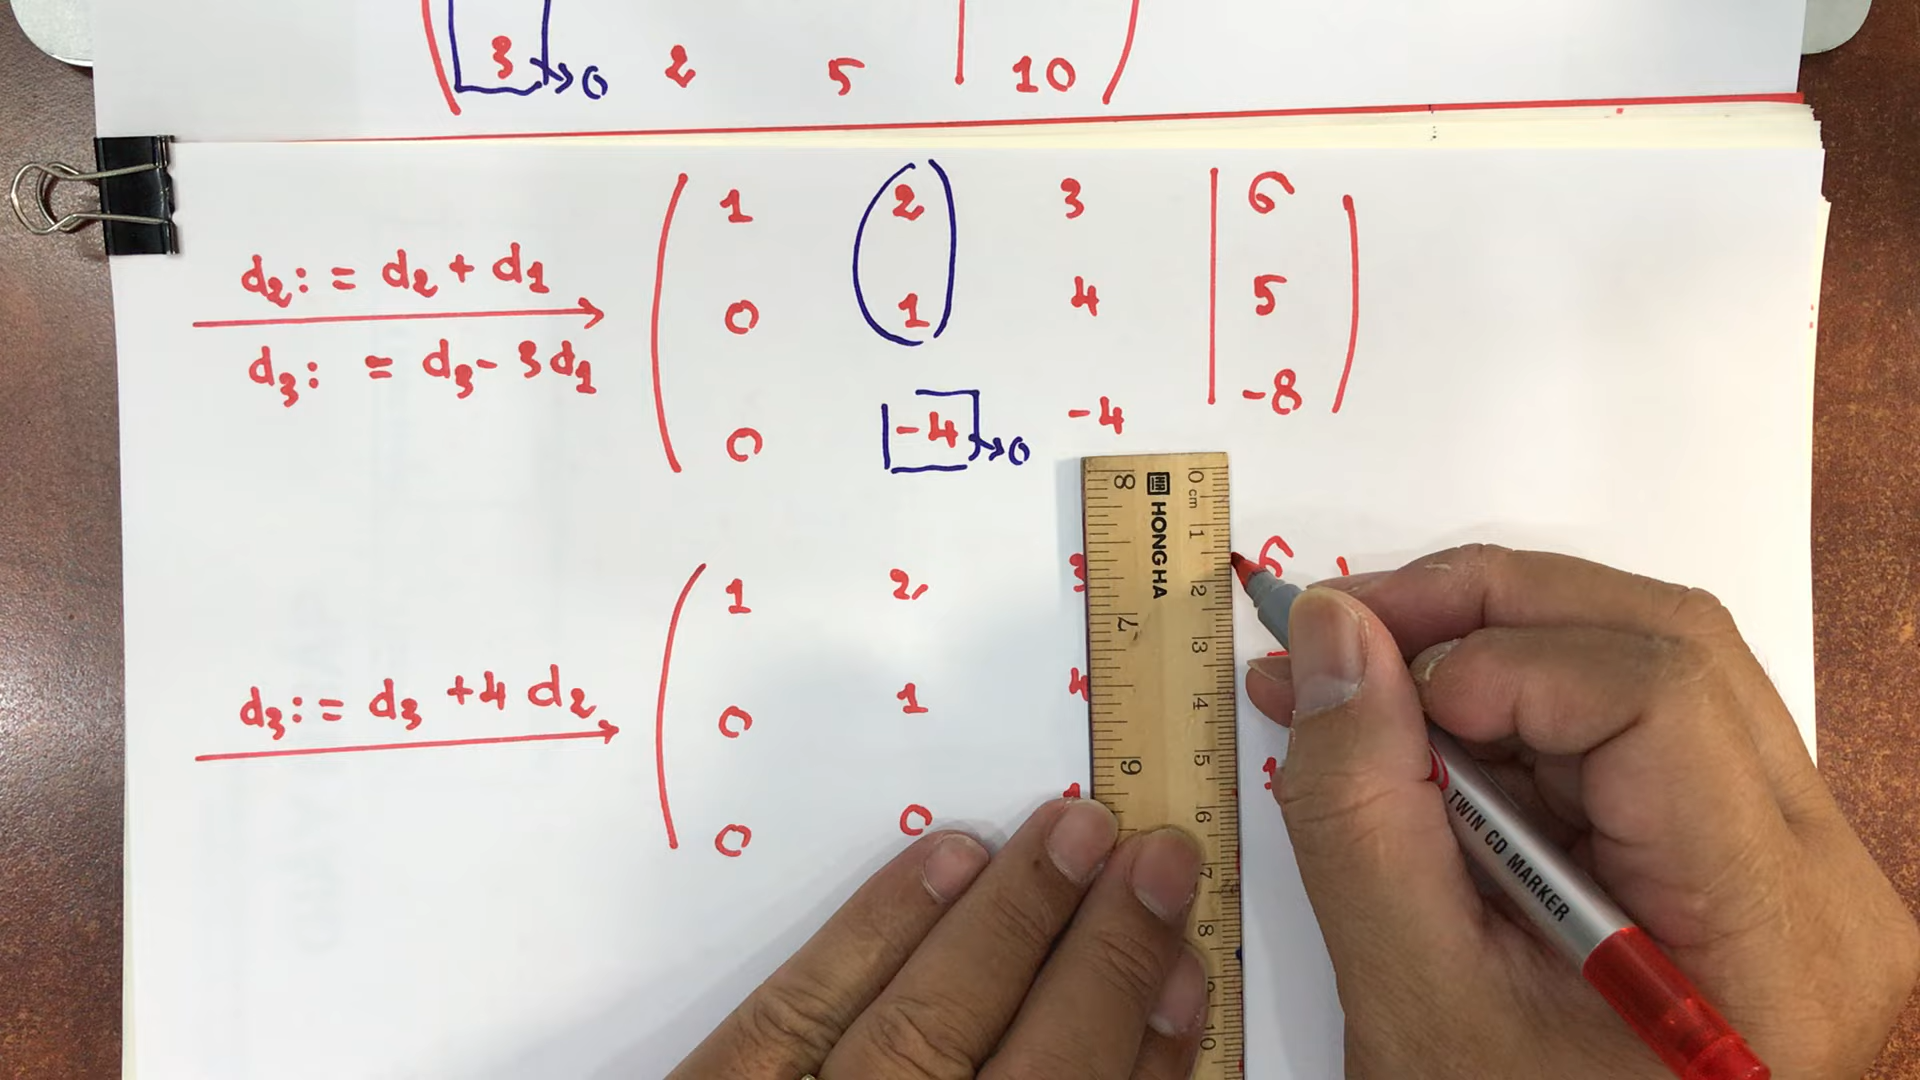 3 → 0 2 5 10
1 2 3 6
d2: = d2 + d1
0 1 4 5
d3: = d3 - 3d1
0 -4 → 0 -4 -8
1 2 6
d3: = d3 +4 d2
0 1 4
0 0
HONG HA
0 cm 1 2 3 4 5 6 7 8 9 10
8 7 6
TWIN CD MARKER